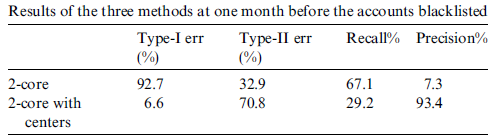 Results of the three methods at one month before the accounts blacklisted
Type-I err Type-II err Recall% Precision%
(%) (%)
2-core 92.7 32.9 67.1 7.3
2-core with 6.6 70.8 29.2 93.4
centers